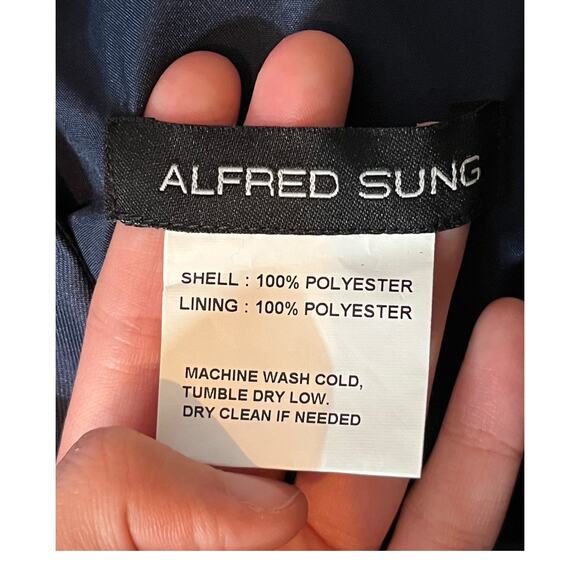 ALFRED SUNG
SHELL : 100% POLYESTER
LINING : 100% POLYESTER
MACHINE WASH COLD,
TUMBLE DRY LOW.
DRY CLEAN IF NEEDED